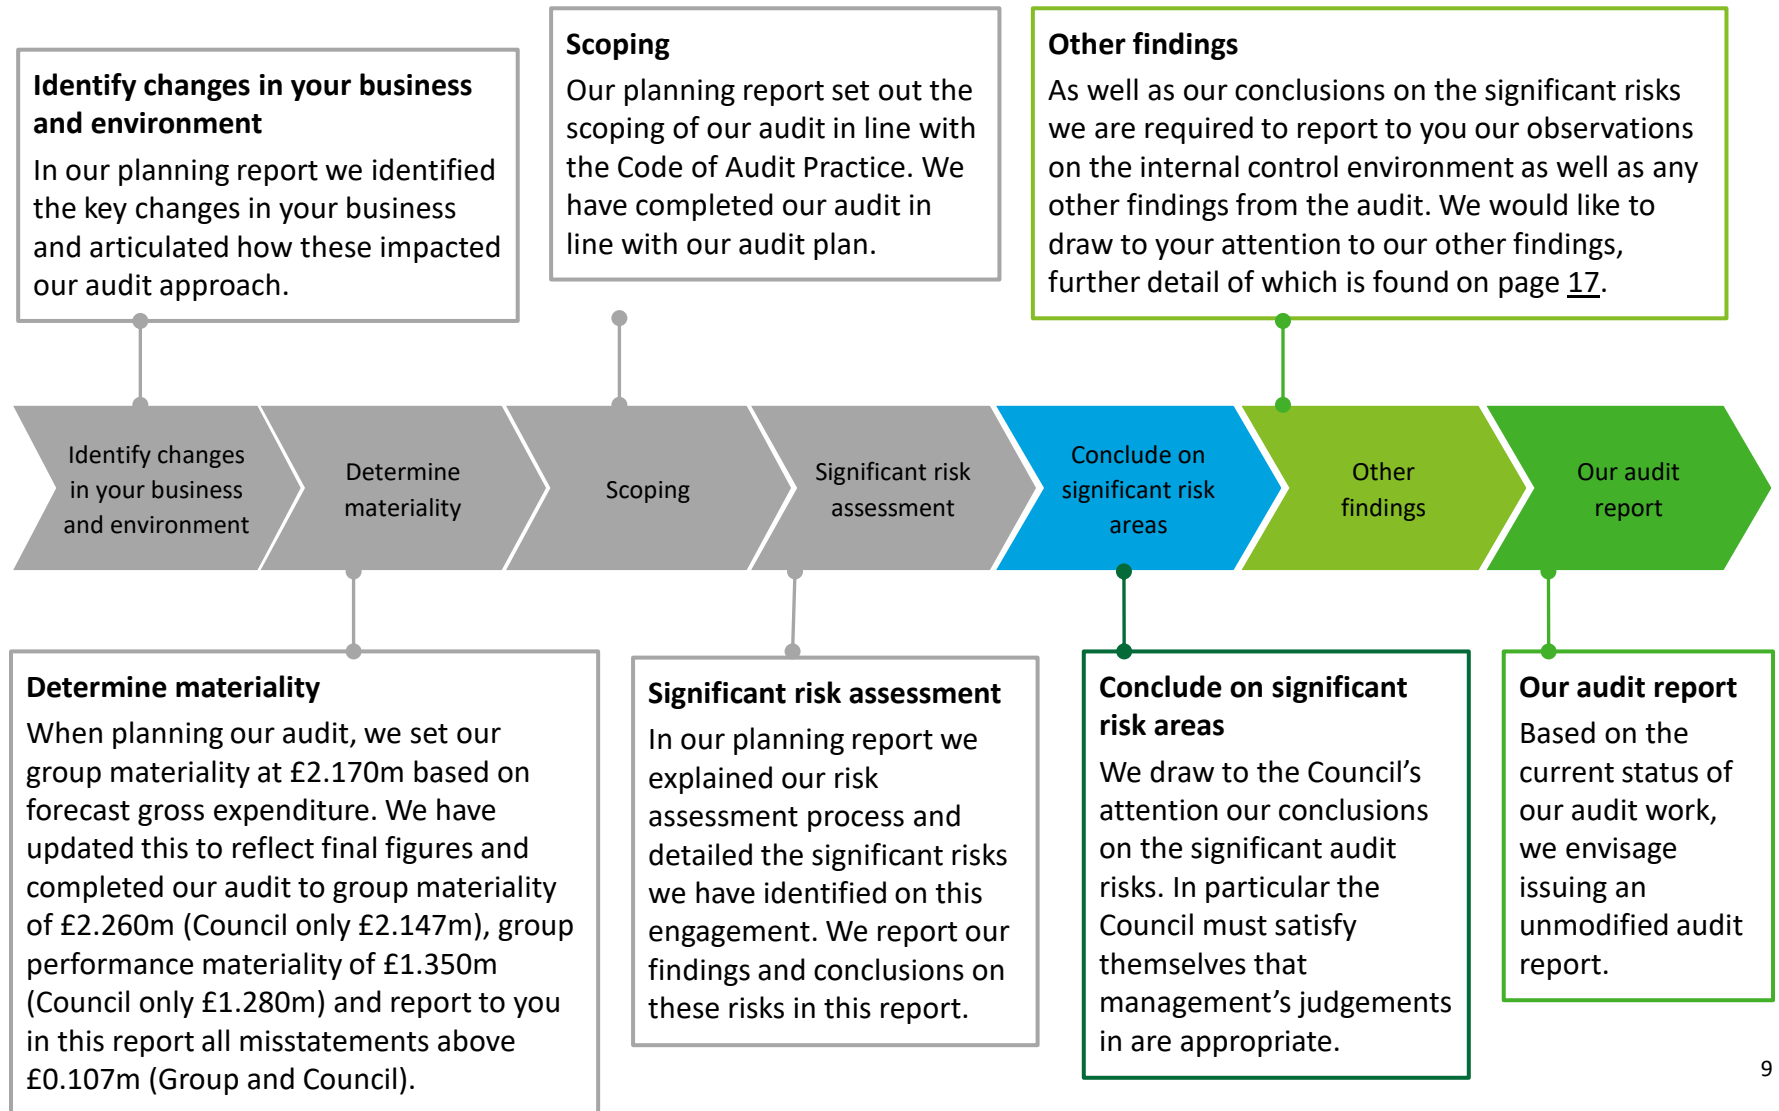 Identify changes in your business
and environment
In our planning report we identified
the key changes in your business
and articulated how these impacted
our audit approach.
Scoping
Our planning report set out the
scoping of our audit in line with
the Code of Audit Practice. We
have completed our audit in
line with our audit plan.
Other findings
As well as our conclusions on the significant risks
we are required to report to you our observations
on the internal control environment as well as any
other findings from the audit. We would like to
draw to your attention to our other findings,
further detail of which is found on page 17.
Identify changes
in your business
and environment
Determine
materiality
Scoping
Significant risk
assessment
Conclude on
significant risk
areas
Other
findings
Our audit
report
Determine materiality
When planning our audit, we set our
group materiality at £2.170m based on
forecast gross expenditure. We have
updated this to reflect final figures and
completed our audit to group materiality
of £2.260m (Council only £2.147m), group
performance materiality of £1.350m
(Council only £1.280m) and report to you
in this report all misstatements above
£0.107m (Group and Council).
Significant risk assessment
In our planning report we
explained our risk
assessment process and
detailed the significant risks
we have identified on this
engagement. We report our
findings and conclusions on
these risks in this report.
Conclude on significant
risk areas
We draw to the Council’s
attention our conclusions
on the significant audit
risks. In particular the
Council must satisfy
themselves that
management’s judgements
in are appropriate.
Our audit report
Based on the
current status of
our audit work,
we envisage
issuing an
unmodified audit
report.
9